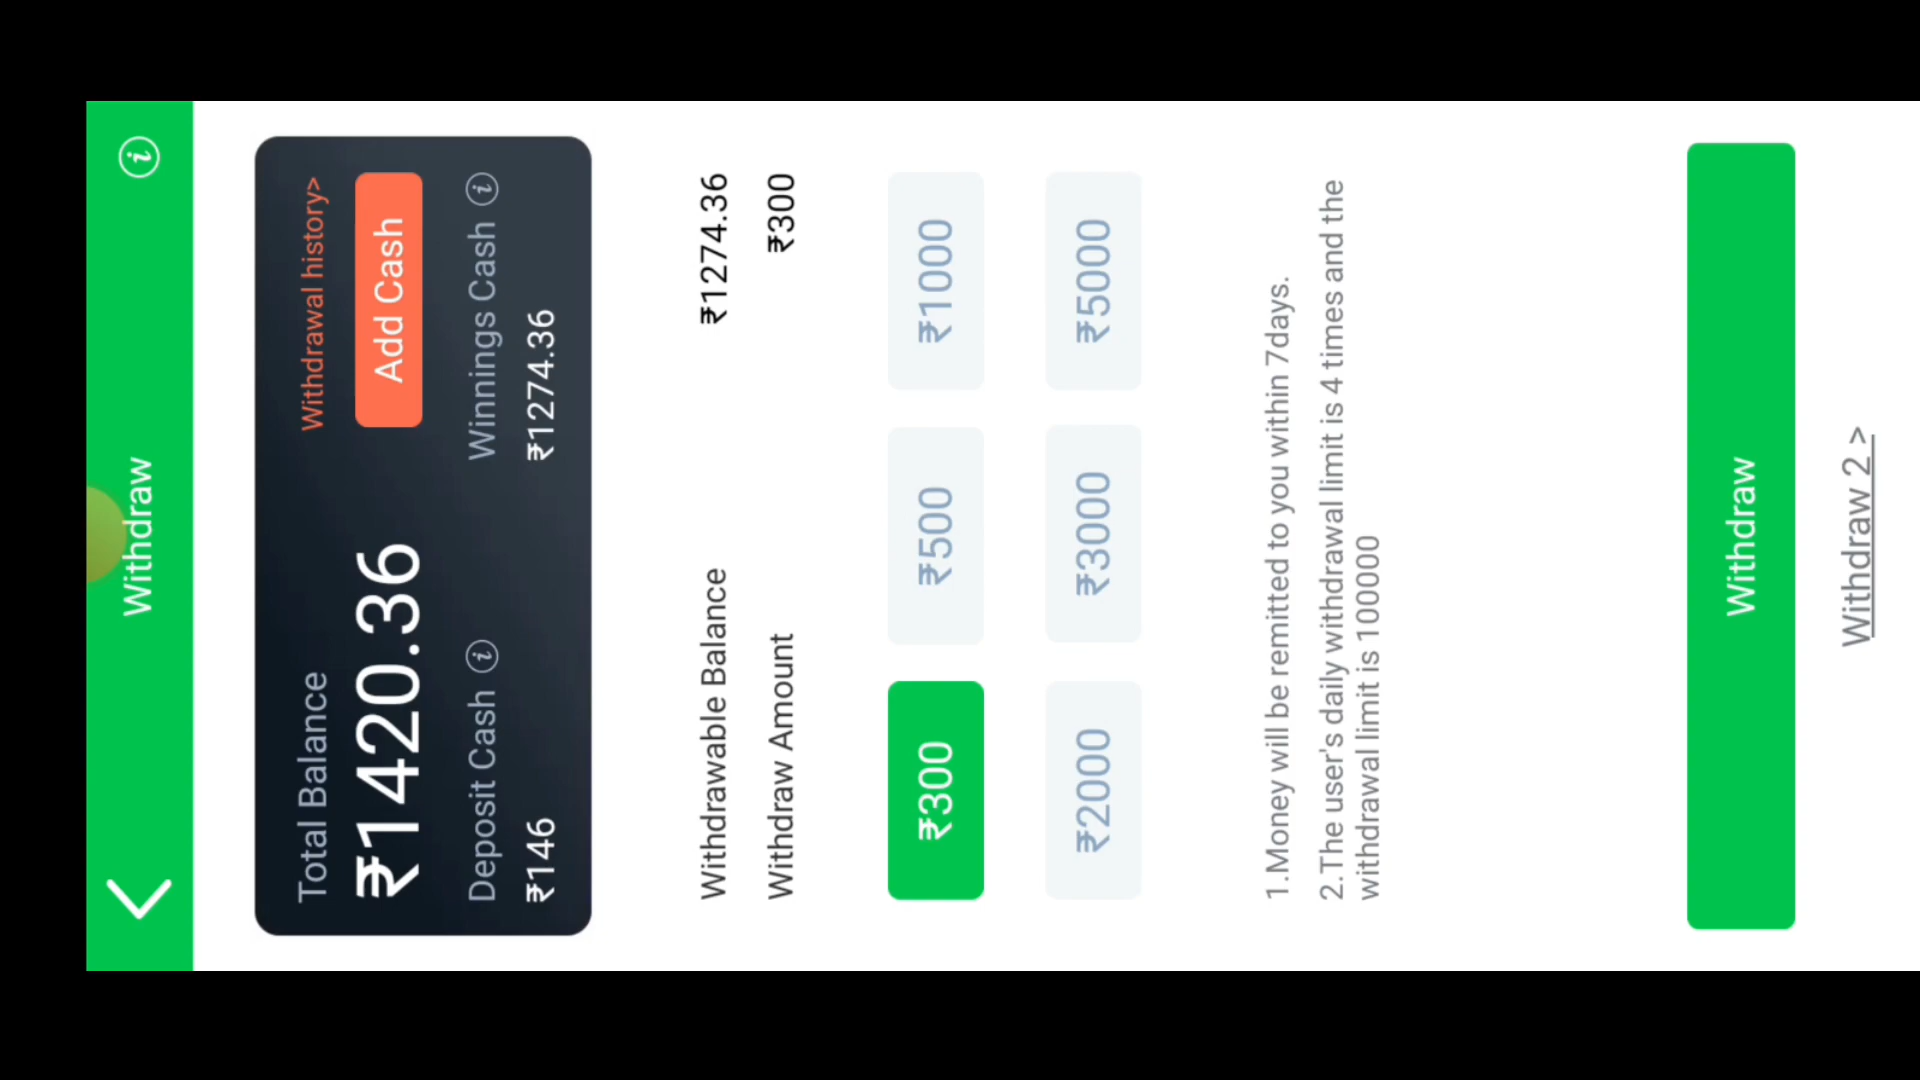 Withdraw
Total Balance
Withdrawal history>
₹1420.36
Add Cash
Deposit Cash
Winnings Cash
₹146
₹1274.36
Withdrawable Balance
₹1274.36
Withdraw Amount
₹300
₹300
₹500
₹1000
₹2000
₹3000
₹5000
1.Money will be remitted to you within 7days.
2.The user's daily withdrawal limit is 4 times and the
withdrawal limit is 100000
Withdraw
Withdraw 2 >